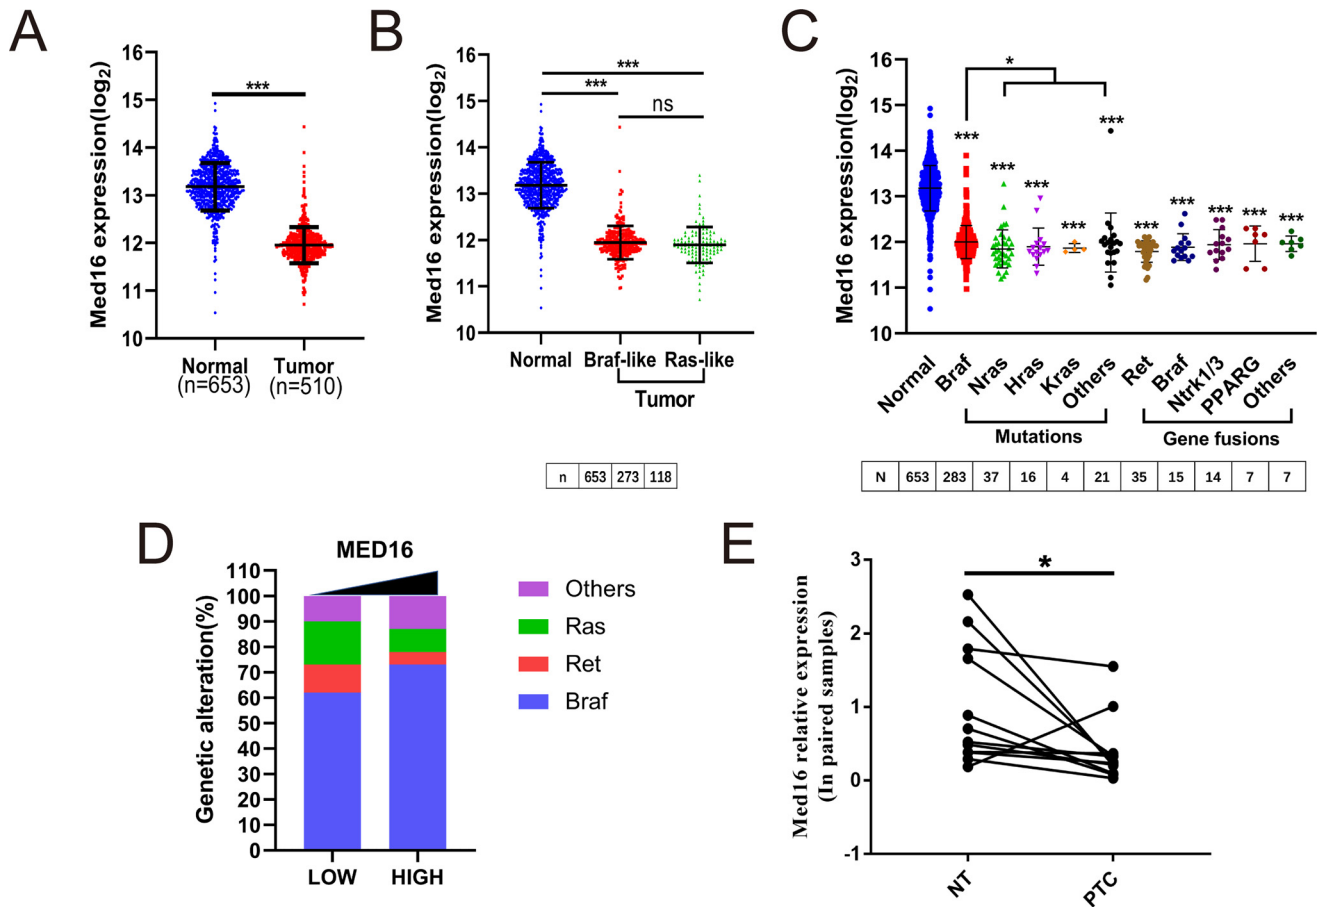 A
Med16 expression(log2)
16
15
14
13
12
11
10
***
Normal
(n=653)
Tumor
(n=510)
B
Med16 expression(log2)
16
15
14
13
12
11
10
***
***
ns
Normal
Braf-like
Ras-like
Tumor
n 653 273 118
C
Med16 expression(log2)
16
15
14
13
12
11
10
*
***
***
***
***
***
***
***
***
***
***
Normal
Braf
Nras
Hras
Kras
Others
Ret
Braf
Ntrk1/3
PPARG
Others
Mutations
Gene fusions
N 653 283 37 16 4 21 35 15 14 7 7
D
MED16
Genetic alteration(%)
110
100
90
80
70
60
50
40
30
20
10
0
LOW
HIGH
Others
Ras
Ret
Braf
E
Med16 relative expression
(In paired samples)
3
2
1
0
-1
*
NT
PTC